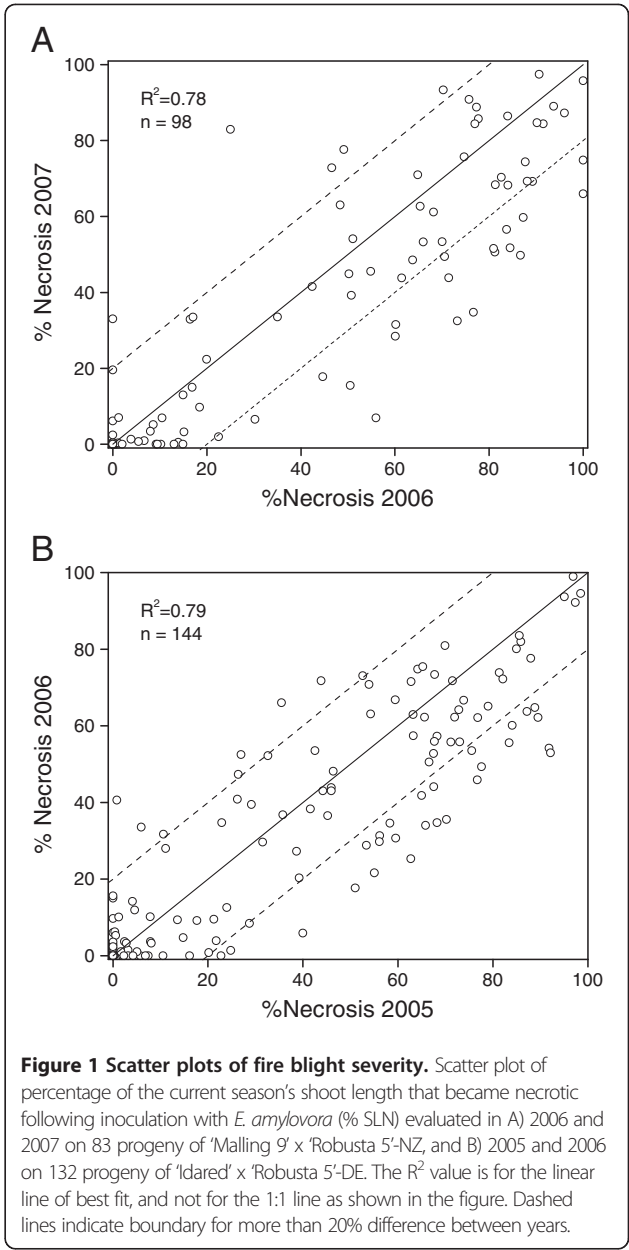 A
R²=0.78
n = 98
% Necrosis 2007
100
80
60
40
20
0
0 20 40 60 80 100
%Necrosis 2006
B
R²=0.79
n = 144
% Necrosis 2006
100
80
60
40
20
0
0 20 40 60 80 100
%Necrosis 2005
Figure 1 Scatter plots of fire blight severity. Scatter plot of
percentage of the current season's shoot length that became necrotic
following inoculation with E. amylovora (% SLN) evaluated in A) 2006 and
2007 on 83 progeny of 'Malling 9' x 'Robusta 5'-NZ, and B) 2005 and 2006
on 132 progeny of 'Idared' x 'Robusta 5'-DE. The R² value is for the linear
line of best fit, and not for the 1:1 line as shown in the figure. Dashed
lines indicate boundary for more than 20% difference between years.